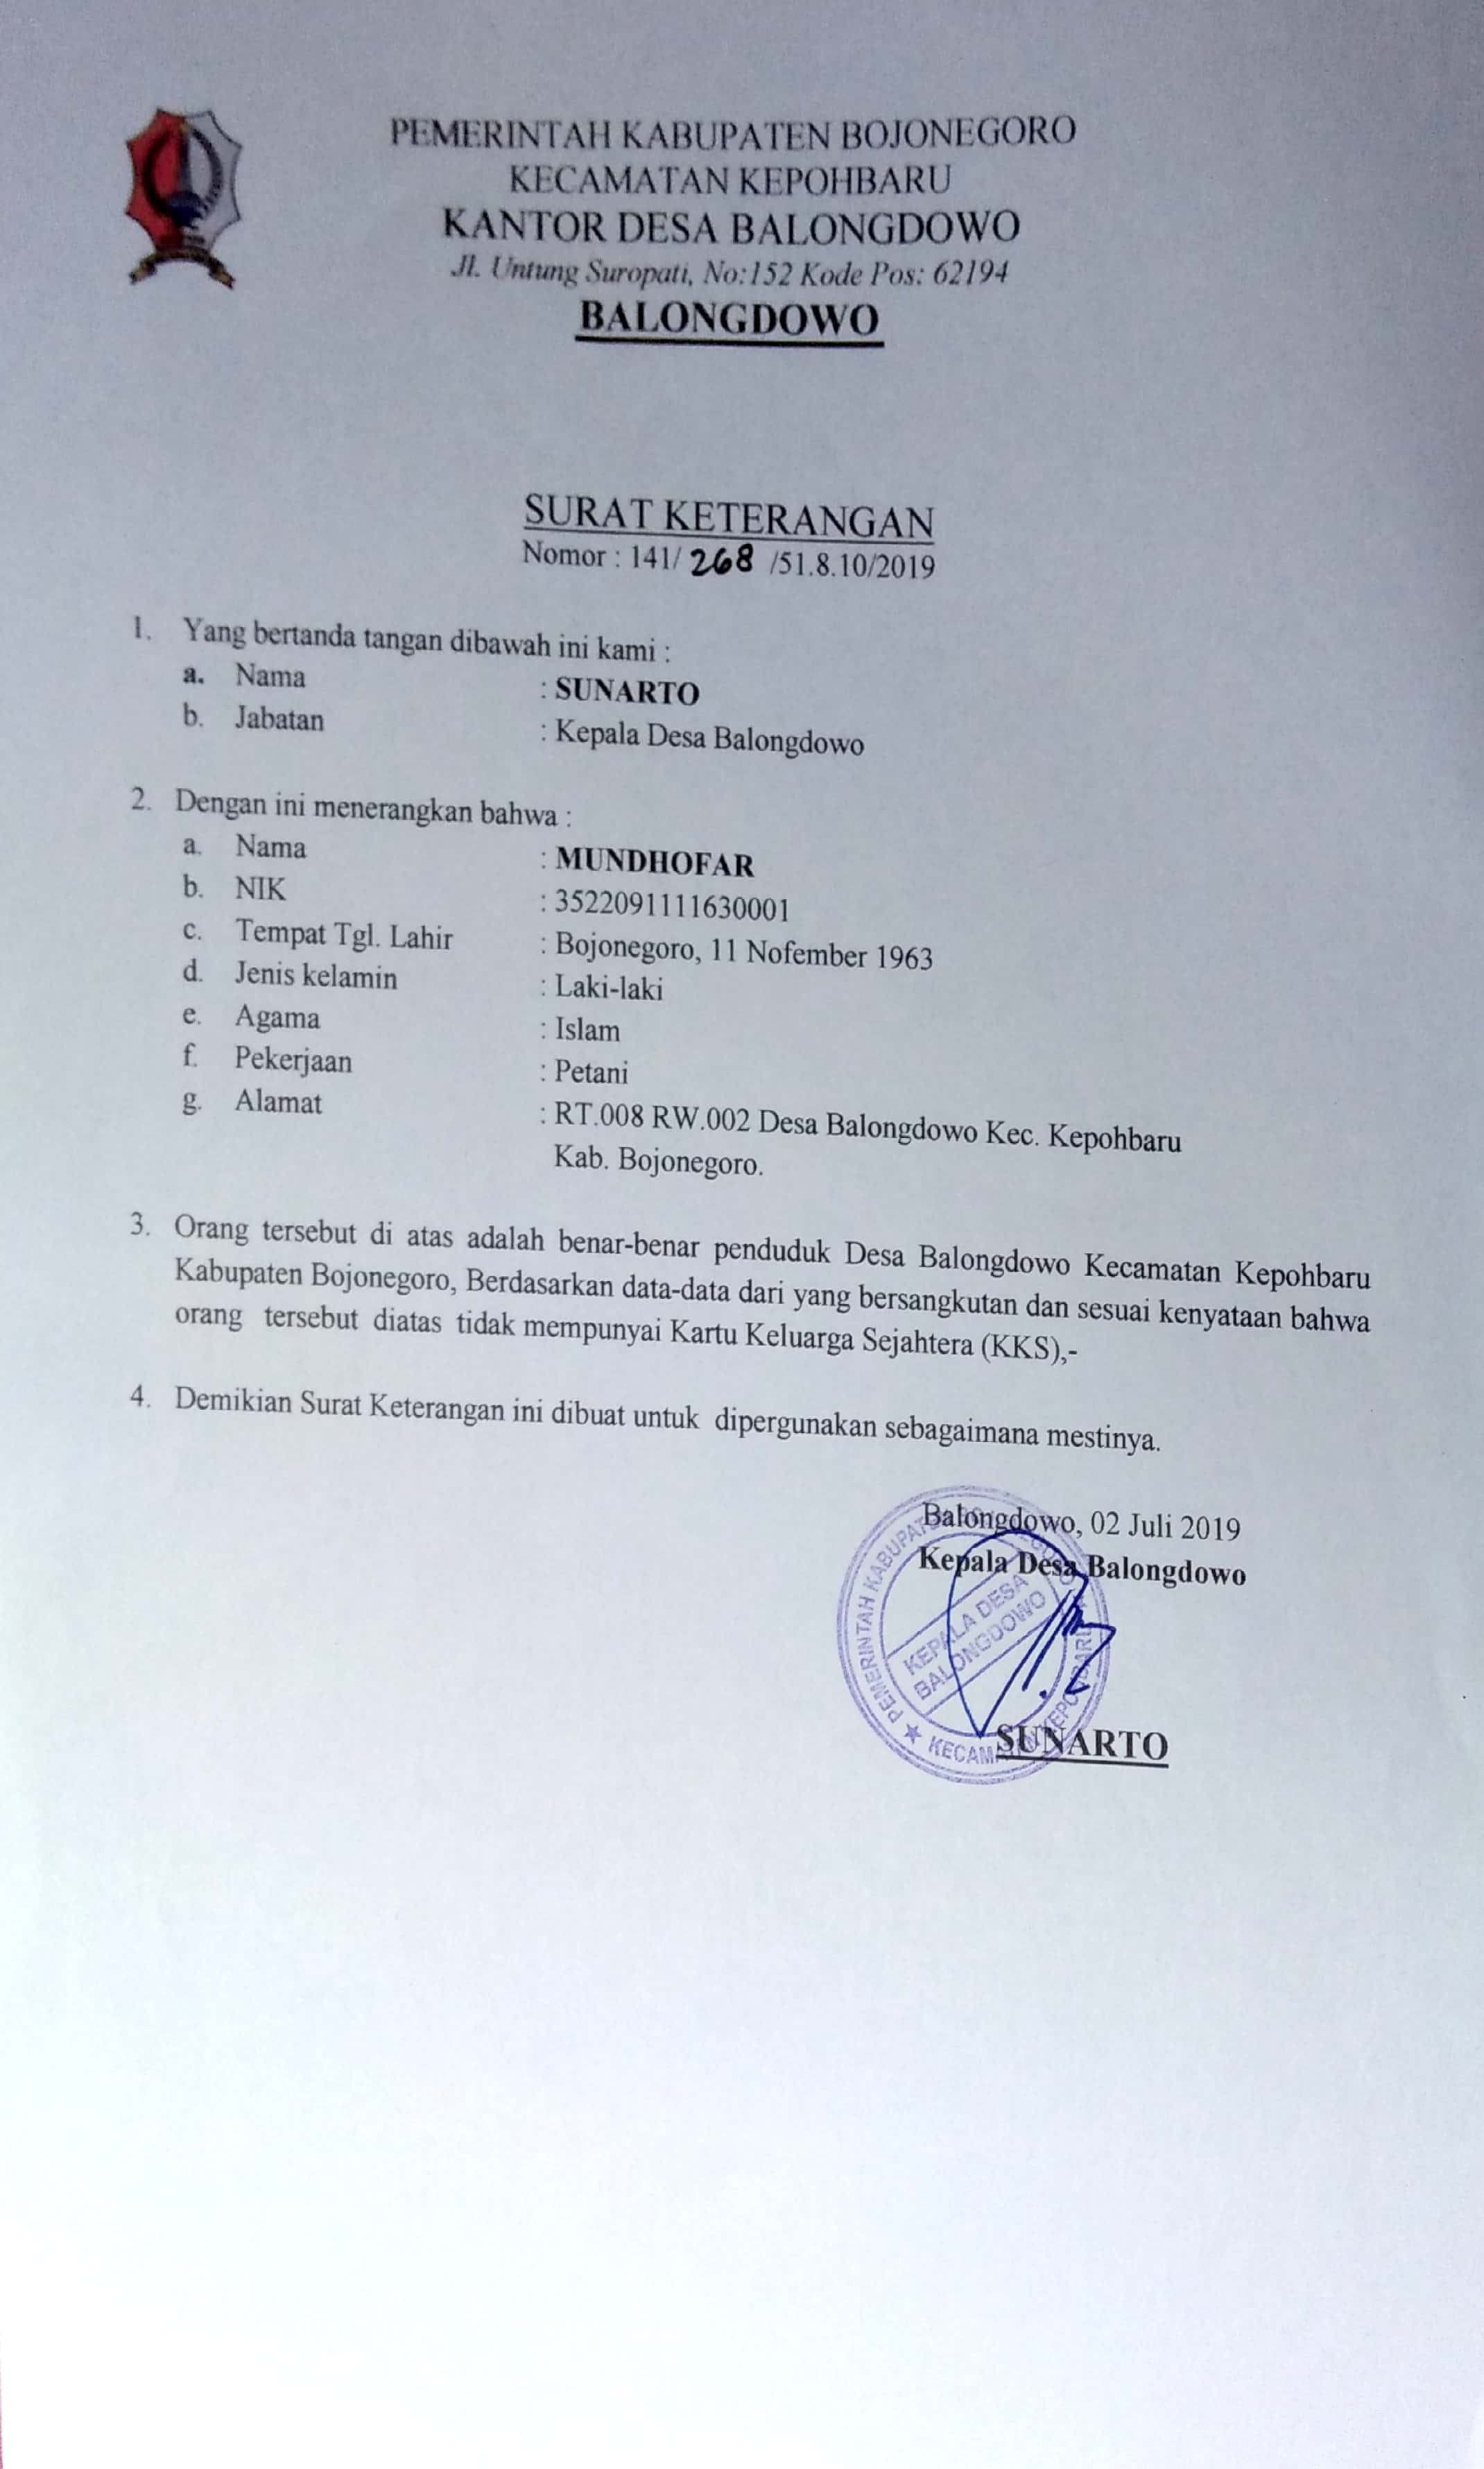 PEMERINTAH KABUPATEN BOJONEGORO
KECAMATAN KEPOHBARU
KANTOR DESA BALONGDOWO
Jl. Untung Suropati, No:152 Kode Pos: 62194
BALONGDOWO
SURAT KETERANGAN
Nomor : 141/ 268 /51.8.10/2019
1. Yang bertanda tangan dibawah ini kami :
a. Nama : SUNARTO
b. Jabatan : Kepala Desa Balongdowo
2. Dengan ini menerangkan bahwa :
a. Nama : MUNDHOFAR
b. NIK : 3522091111630001
c. Tempat Tgl. Lahir : Bojonegoro, 11 Nofember 1963
d. Jenis kelamin : Laki-laki
e. Agama : Islam
f. Pekerjaan : Petani
g. Alamat : RT.008 RW.002 Desa Balongdowo Kec. Kepohbaru
Kab. Bojonegoro.
3. Orang tersebut di atas adalah benar-benar penduduk Desa Balongdowo Kecamatan Kepohbaru
Kabupaten Bojonegoro, Berdasarkan data-data dari yang bersangkutan dan sesuai kenyataan bahwa
orang tersebut diatas tidak mempunyai Kartu Keluarga Sejahtera (KKS),-
4. Demikian Surat Keterangan ini dibuat untuk dipergunakan sebagaimana mestinya.
Balongdowo, 02 Juli 2019
Kepala Desa Balongdowo
PEMERINTAH KABUPATEN
KEPALA DESA
BALONGDOWO
SUNARTO